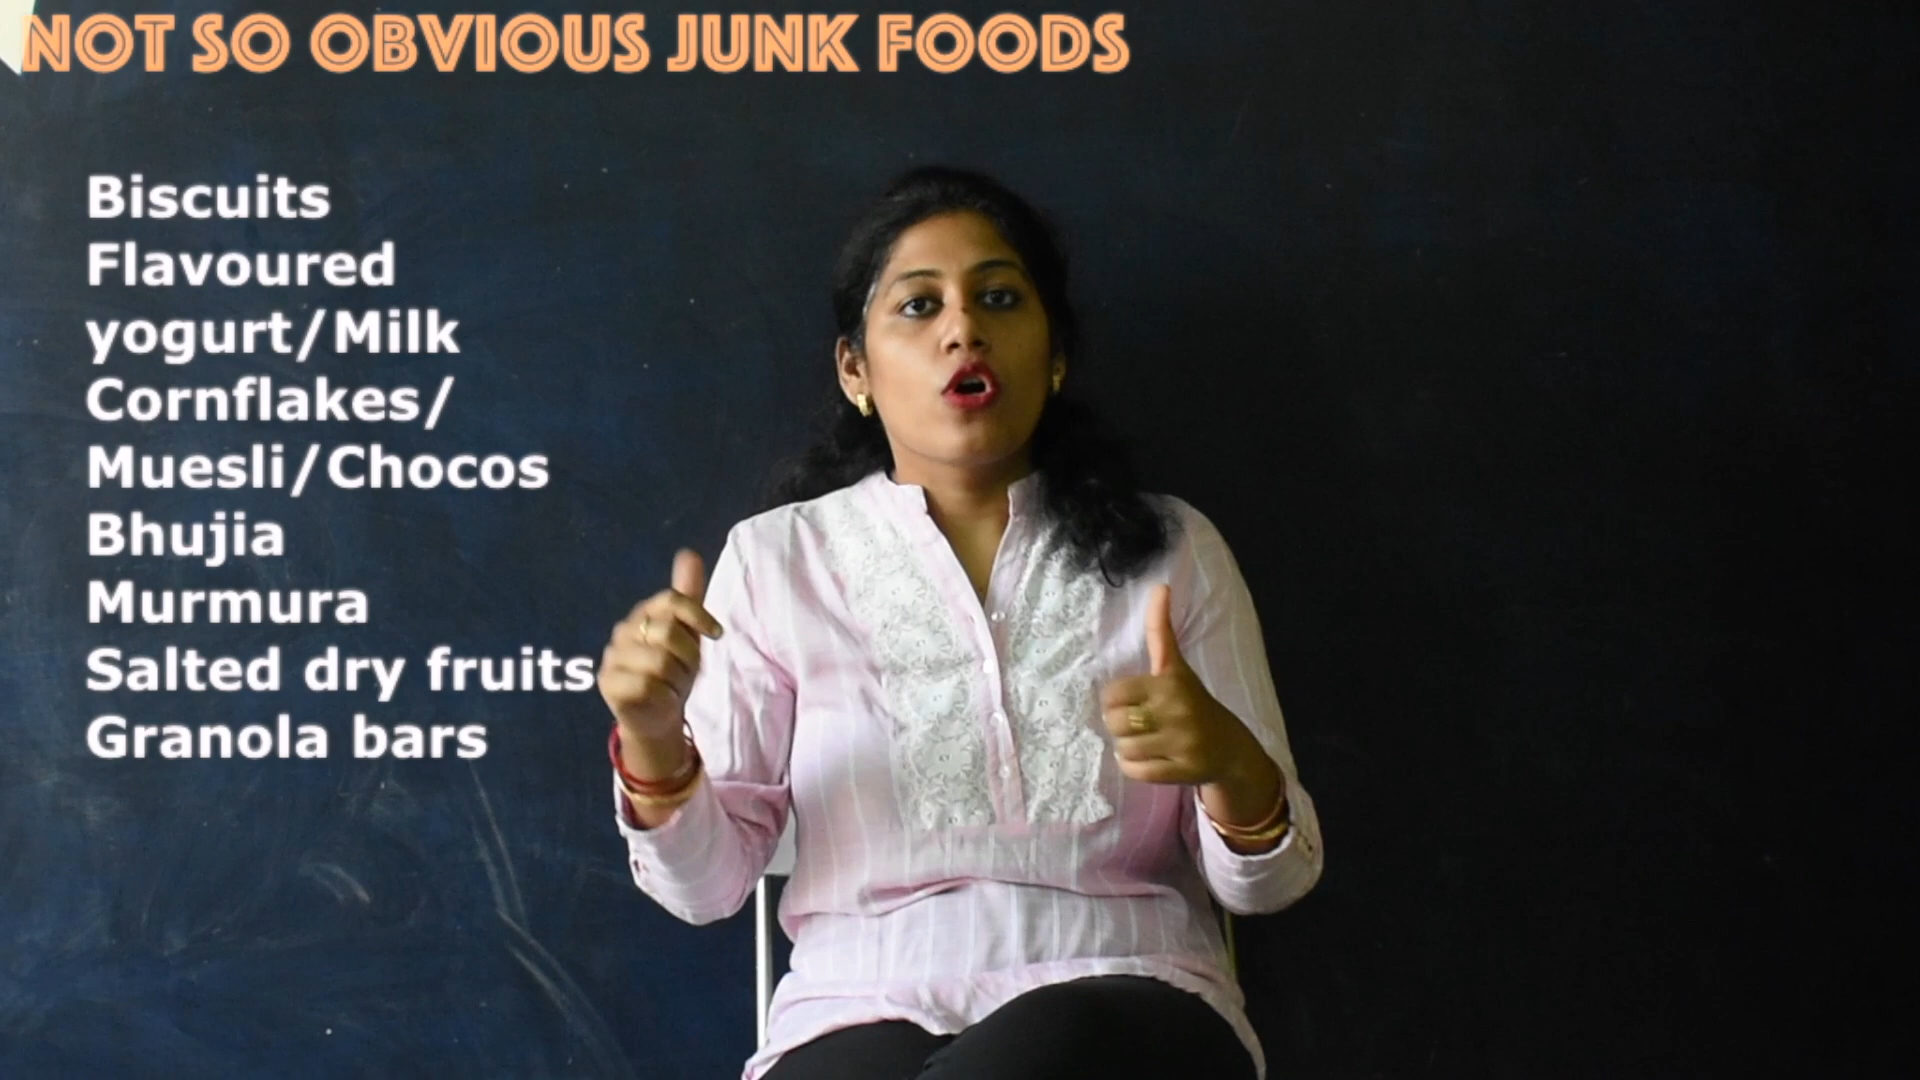 NOT SO OBVIOUS JUNK FOODS
Biscuits
Flavoured
yogurt/Milk
Cornflakes/
Muesli/Chocos
Bhujia
Murmura
Salted dry fruits
Granola bars